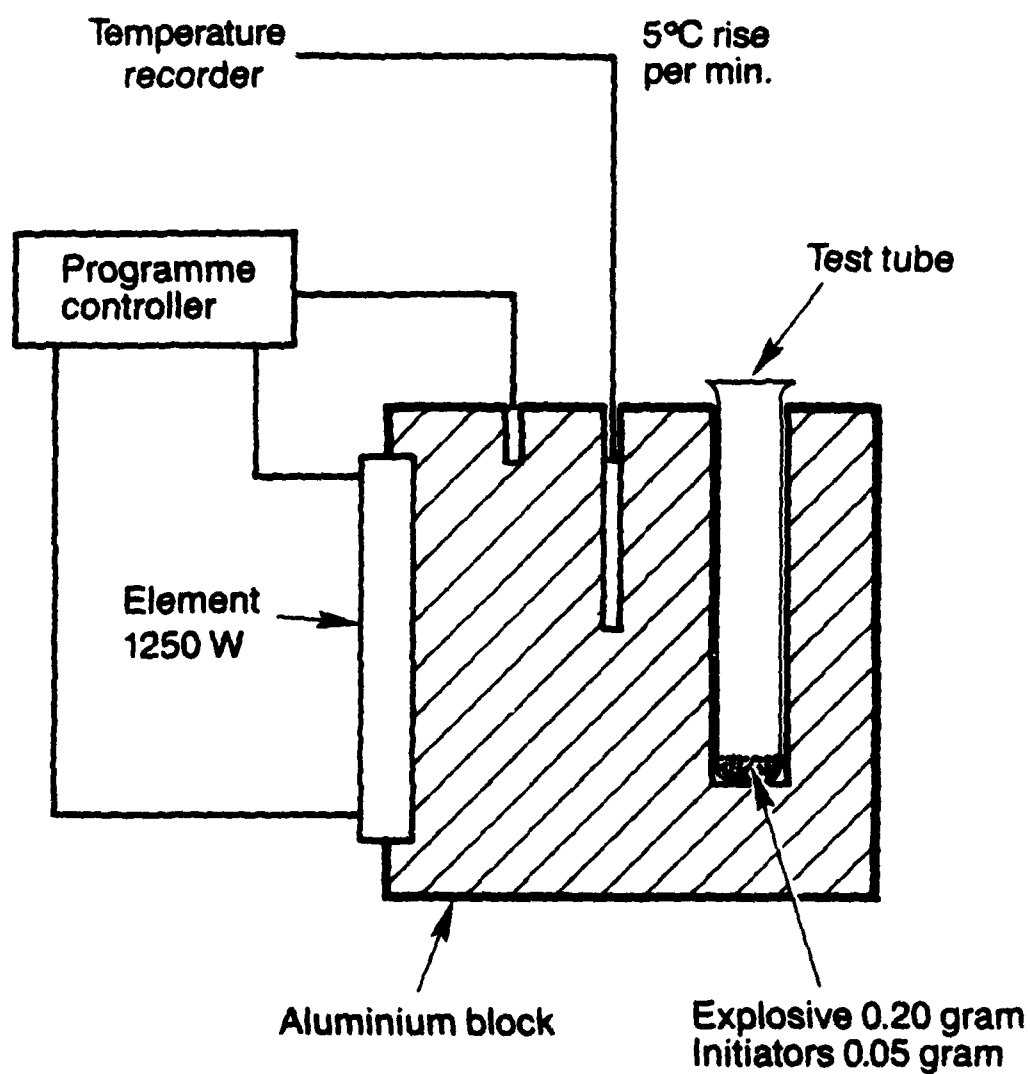 Temperature
recorder
5°C rise
per min.
Programme
controller
Test tube
Element
1250 W
Aluminium block
Explosive 0.20 gram
Initiators 0.05 gram